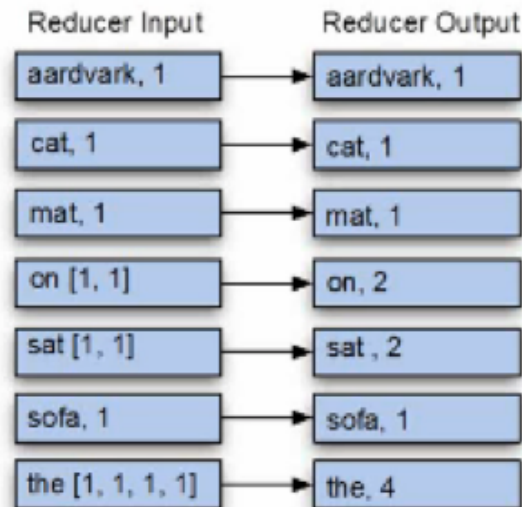 Reducer Input Reducer Output
aardvark, 1 aardvark, 1
cat, 1 cat, 1
mat, 1 mat, 1
on [1, 1] on, 2
sat [1, 1] sat , 2
sofa, 1 sofa, 1
the [1, 1, 1, 1] the, 4